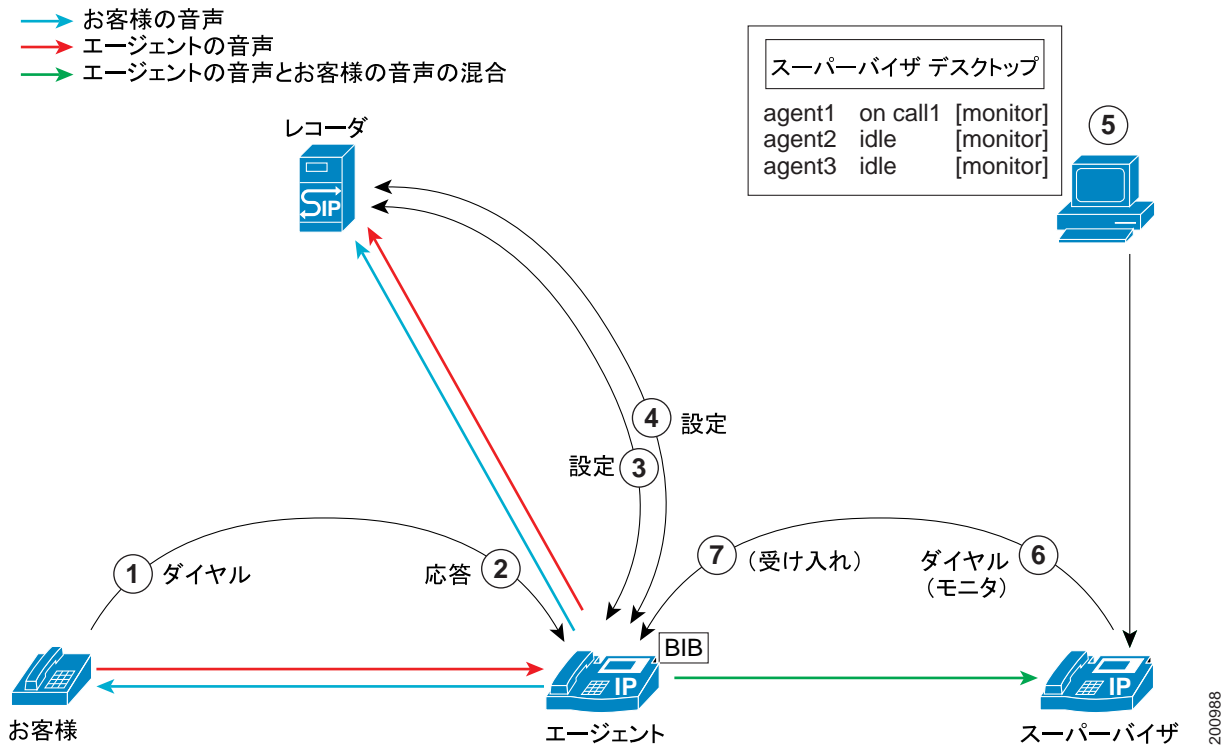 お客様の音声
エージェントの音声
エージェントの音声とお客様の音声の混合
スーパーバイザ デスクトップ
agent1 on call1 [monitor]
agent2 idle [monitor]
agent3 idle [monitor]
5
レコーダ
SIP
4 設定
設定 3
1 ダイヤル
応答 2
7 （受け入れ）
ダイヤル 6
（モニタ）
BIB
IP
IP
お客様
エージェント
スーパーバイザ
200988